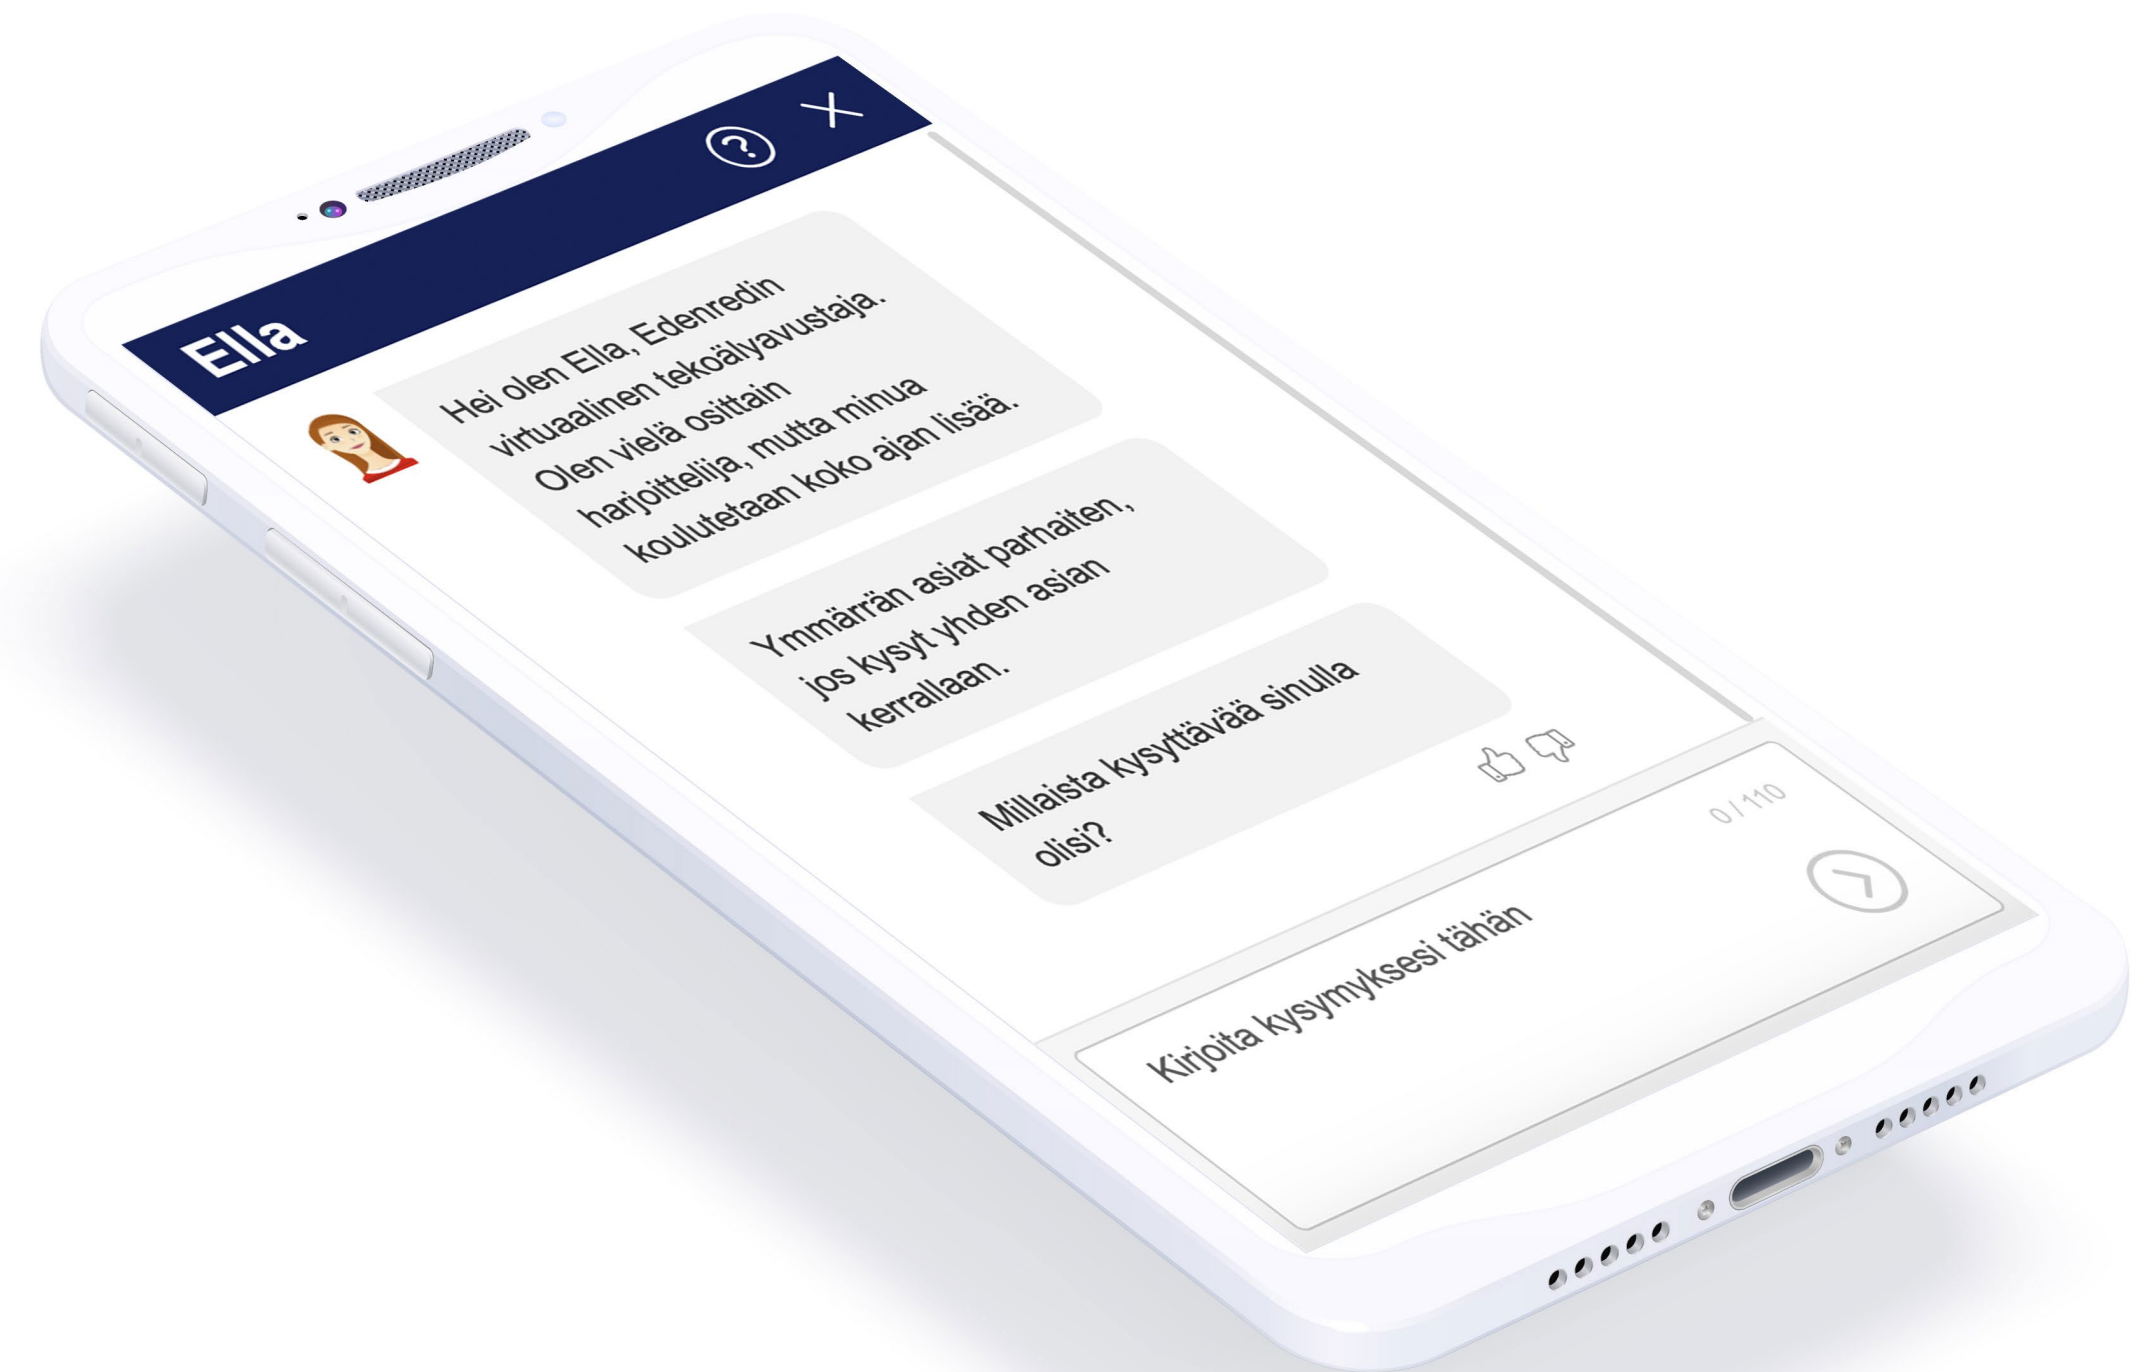 Ella
Hei olen Ella, Edenredin
virtuaalinen tekoälyavustaja.
Olen vielä osittain
harjoittelija, mutta minua
koulutetaan koko ajan lisää.
Ymmärrän asiat parhaiten,
jos kysyt yhden asian
kerrallaan.
Millaista kysyttävää sinulla
olisi?
0 / 110
Kirjoita kysymyksesi tähän